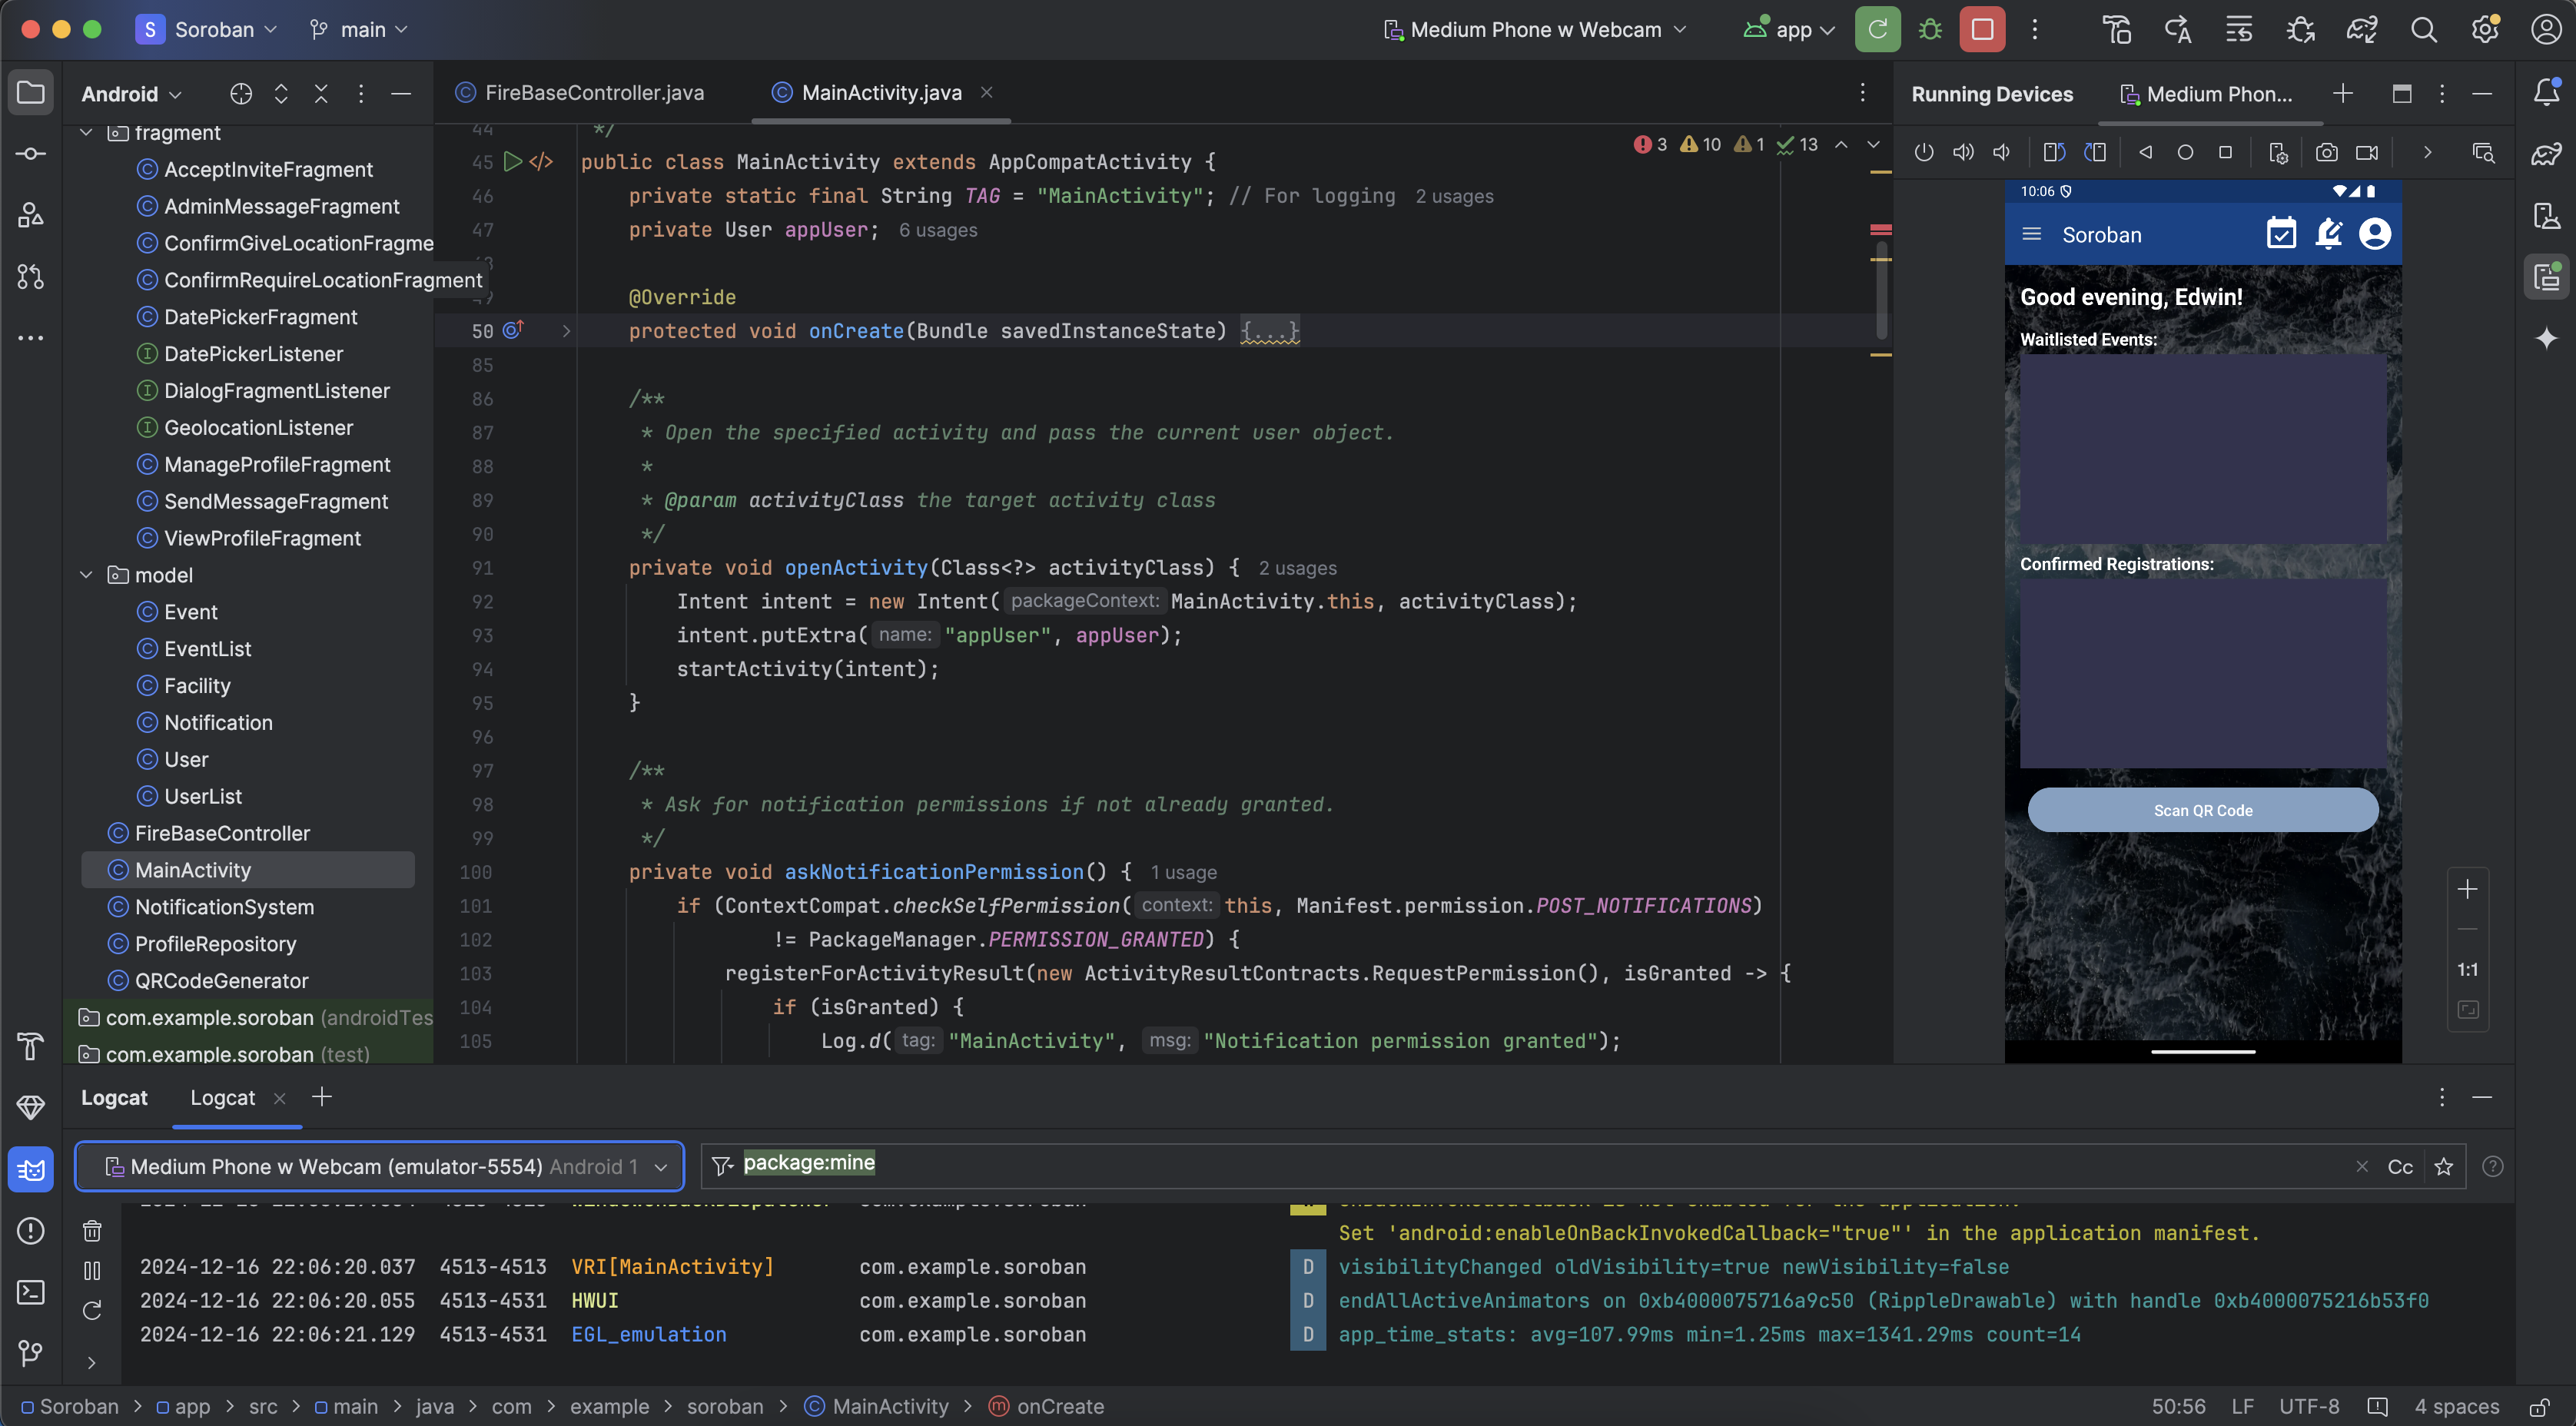 S Soroban main Medium Phone w Webcam app
Android
fragment
AcceptInviteFragment
AdminMessageFragment
ConfirmGiveLocationFragme
ConfirmRequireLocationFragment
DatePickerFragment
DatePickerListener
DialogFragmentListener
GeolocationListener
ManageProfileFragment
SendMessageFragment
ViewProfileFragment
model
Event
EventList
Facility
Notification
User
UserList
FireBaseController
MainActivity
NotificationSystem
ProfileRepository
QRCodeGenerator
com.example.soroban (androidTes
com.example.soroban (test)
FireBaseController.java MainActivity.java
3 10 1 13
44 */
45 public class MainActivity extends AppCompatActivity {
46 private static final String TAG = "MainActivity"; // For logging 2 usages
47 private User appUser; 6 usages
@Override
50 protected void onCreate(Bundle savedInstanceState) {...}
85
86 /**
87 * Open the specified activity and pass the current user object.
88 *
89 * @param activityClass the target activity class
90 */
91 private void openActivity(Class<?> activityClass) { 2 usages
92 Intent intent = new Intent( packageContext: MainActivity.this, activityClass);
93 intent.putExtra( name: "appUser", appUser);
94 startActivity(intent);
95 }
96
97 /**
98 * Ask for notification permissions if not already granted.
99 */
100 private void askNotificationPermission() { 1 usage
101 if (ContextCompat.checkSelfPermission( context: this, Manifest.permission.POST_NOTIFICATIONS)
102 != PackageManager.PERMISSION_GRANTED) {
103 registerForActivityResult(new ActivityResultContracts.RequestPermission(), isGranted -> {
104 if (isGranted) {
105 Log.d( tag: "MainActivity", msg: "Notification permission granted");
Running Devices Medium Phon...
10:06
Soroban
Good evening, Edwin!
Waitlisted Events:
Confirmed Registrations:
Scan QR Code
1:1
Logcat Logcat
Medium Phone w Webcam (emulator-5554) Android 1 package:mine Cc
Set 'android:enableOnBackInvokedCallback="true"' in the application manifest.
2024-12-16 22:06:20.037 4513-4513 VRI[MainActivity] com.example.soroban D visibilityChanged oldVisibility=true newVisibility=false
2024-12-16 22:06:20.055 4513-4531 HWUI com.example.soroban D endAllActiveAnimators on 0xb4000075716a9c50 (RippleDrawable) with handle 0xb4000075216b53f0
2024-12-16 22:06:21.129 4513-4531 EGL_emulation com.example.soroban D app_time_stats: avg=107.99ms min=1.25ms max=1341.29ms count=14
Soroban > app > src > main > java > com > example > soroban > MainActivity > onCreate 50:56 LF UTF-8 4 spaces